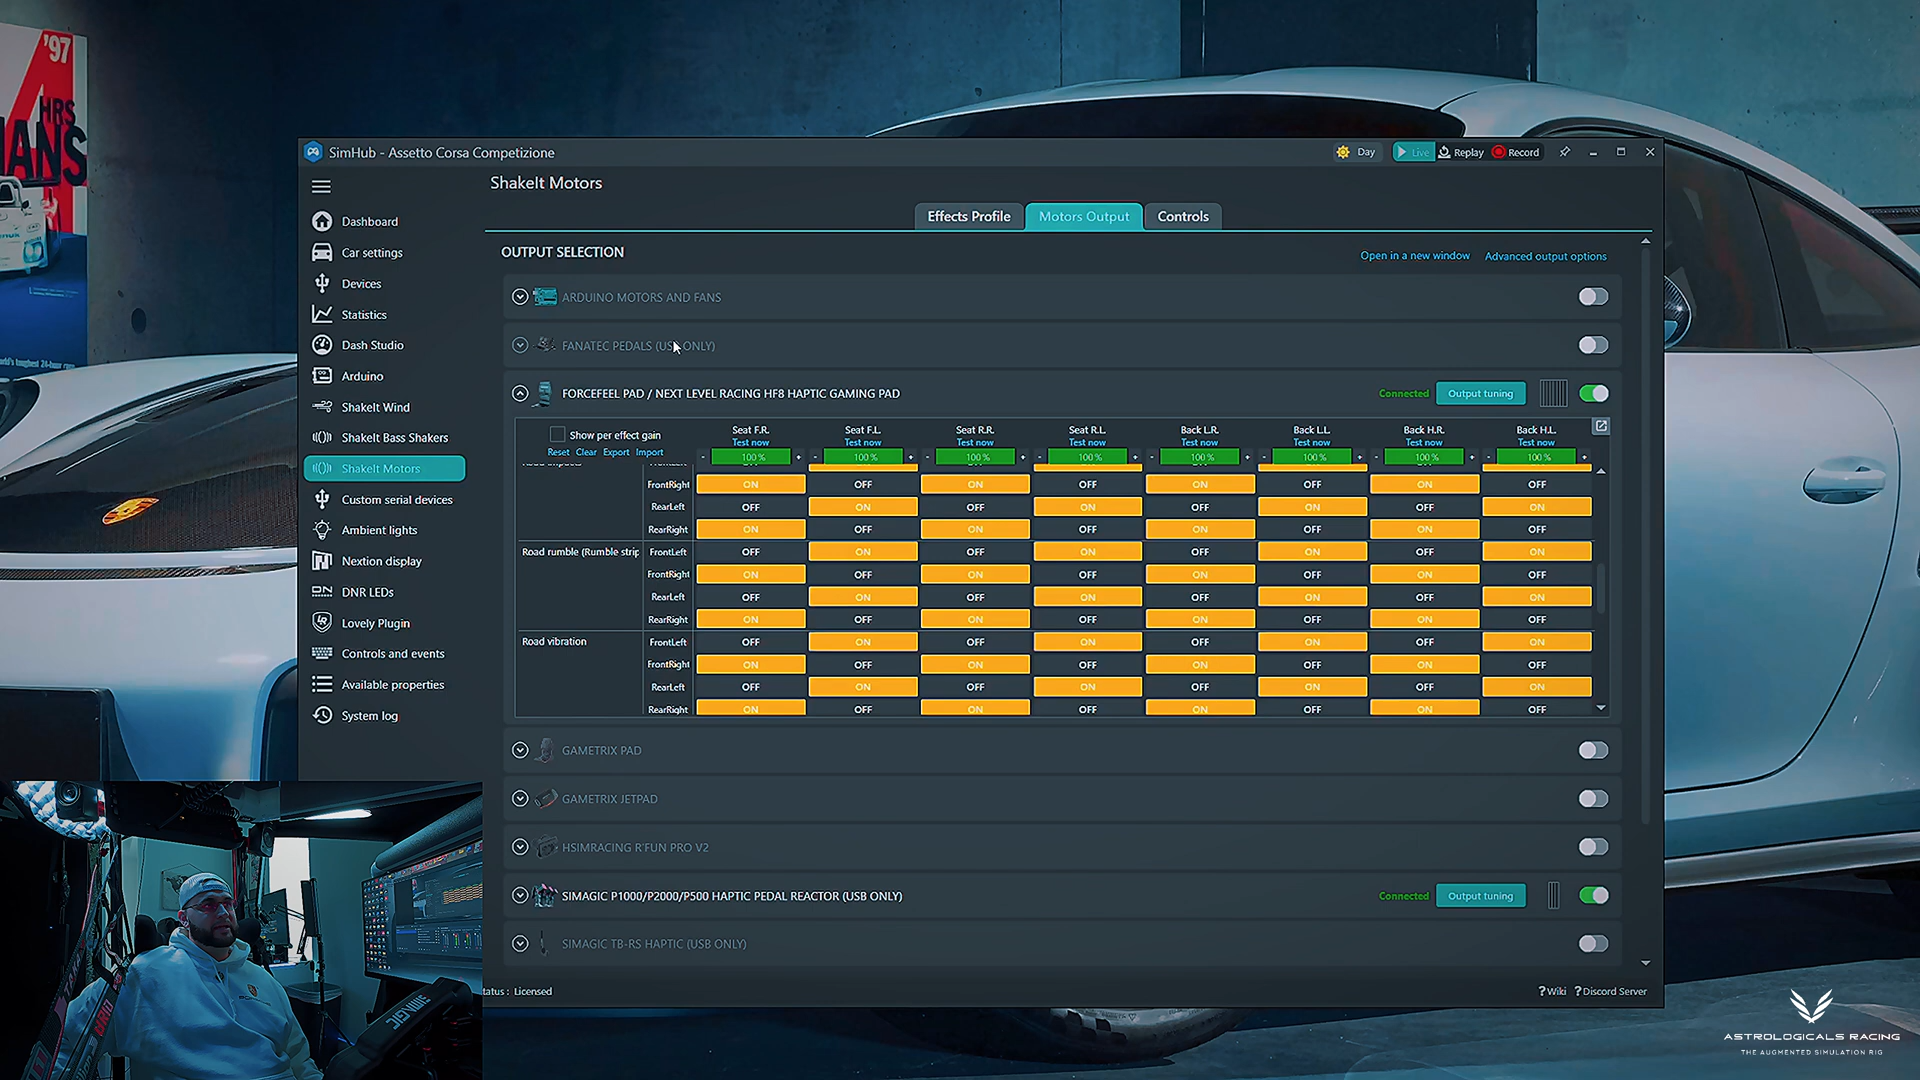 '97
HRS
ANS
SimHub - Assetto Corsa Competizione
Day
Live
Replay
Record
ShakeIt Motors
Effects Profile
Motors Output
Controls
Dashboard
Car settings
Devices
Statistics
Dash Studio
Arduino
ShakeIt Wind
ShakeIt Bass Shakers
ShakeIt Motors
Custom serial devices
Ambient lights
Nextion display
DNR LEDs
Lovely Plugin
Controls and events
Available properties
System log
OUTPUT SELECTION
Open in a new window
Advanced output options
ARDUINO MOTORS AND FANS
FANATEC PEDALS (USB ONLY)
FORCEFEEL PAD / NEXT LEVEL RACING HF8 HAPTIC GAMING PAD
Connected
Output tuning
Show per effect gain
Reset Clear Export Import
Seat F.R. Seat F.L. Seat R.R. Seat R.L. Back L.R. Back L.L. Back H.R. Back H.L.
Test now Test now Test now Test now Test now Test now Test now Test now
- 100 % + - 100 % + - 100 % + - 100 % + - 100 % + - 100 % + - 100 % + - 100 % +
FrontRight ON OFF ON OFF ON OFF ON OFF
RearLeft OFF ON OFF ON OFF ON OFF ON
RearRight ON OFF ON OFF ON OFF ON OFF
Road rumble (Rumble strip FrontLeft OFF ON OFF ON OFF ON OFF ON
FrontRight ON OFF ON OFF ON OFF ON OFF
RearLeft OFF ON OFF ON OFF ON OFF ON
RearRight ON OFF ON OFF ON OFF ON OFF
Road vibration FrontLeft OFF ON OFF ON OFF ON OFF ON
FrontRight ON OFF ON OFF ON OFF ON OFF
RearLeft OFF ON OFF ON OFF ON OFF ON
RearRight ON OFF ON OFF ON OFF ON OFF
GAMETRIX PAD
GAMETRIX JETPAD
HSIMRACING R'FUN PRO V2
SIMAGIC P1000/P2000/P500 HAPTIC PEDAL REACTOR (USB ONLY)
Connected
Output tuning
SIMAGIC TB-RS HAPTIC (USB ONLY)
tatus : Licensed
? Wiki
? Discord Server
SIMAGIC
ASTROLOGICALS RACING
THE AUGMENTED SIMULATION RIG